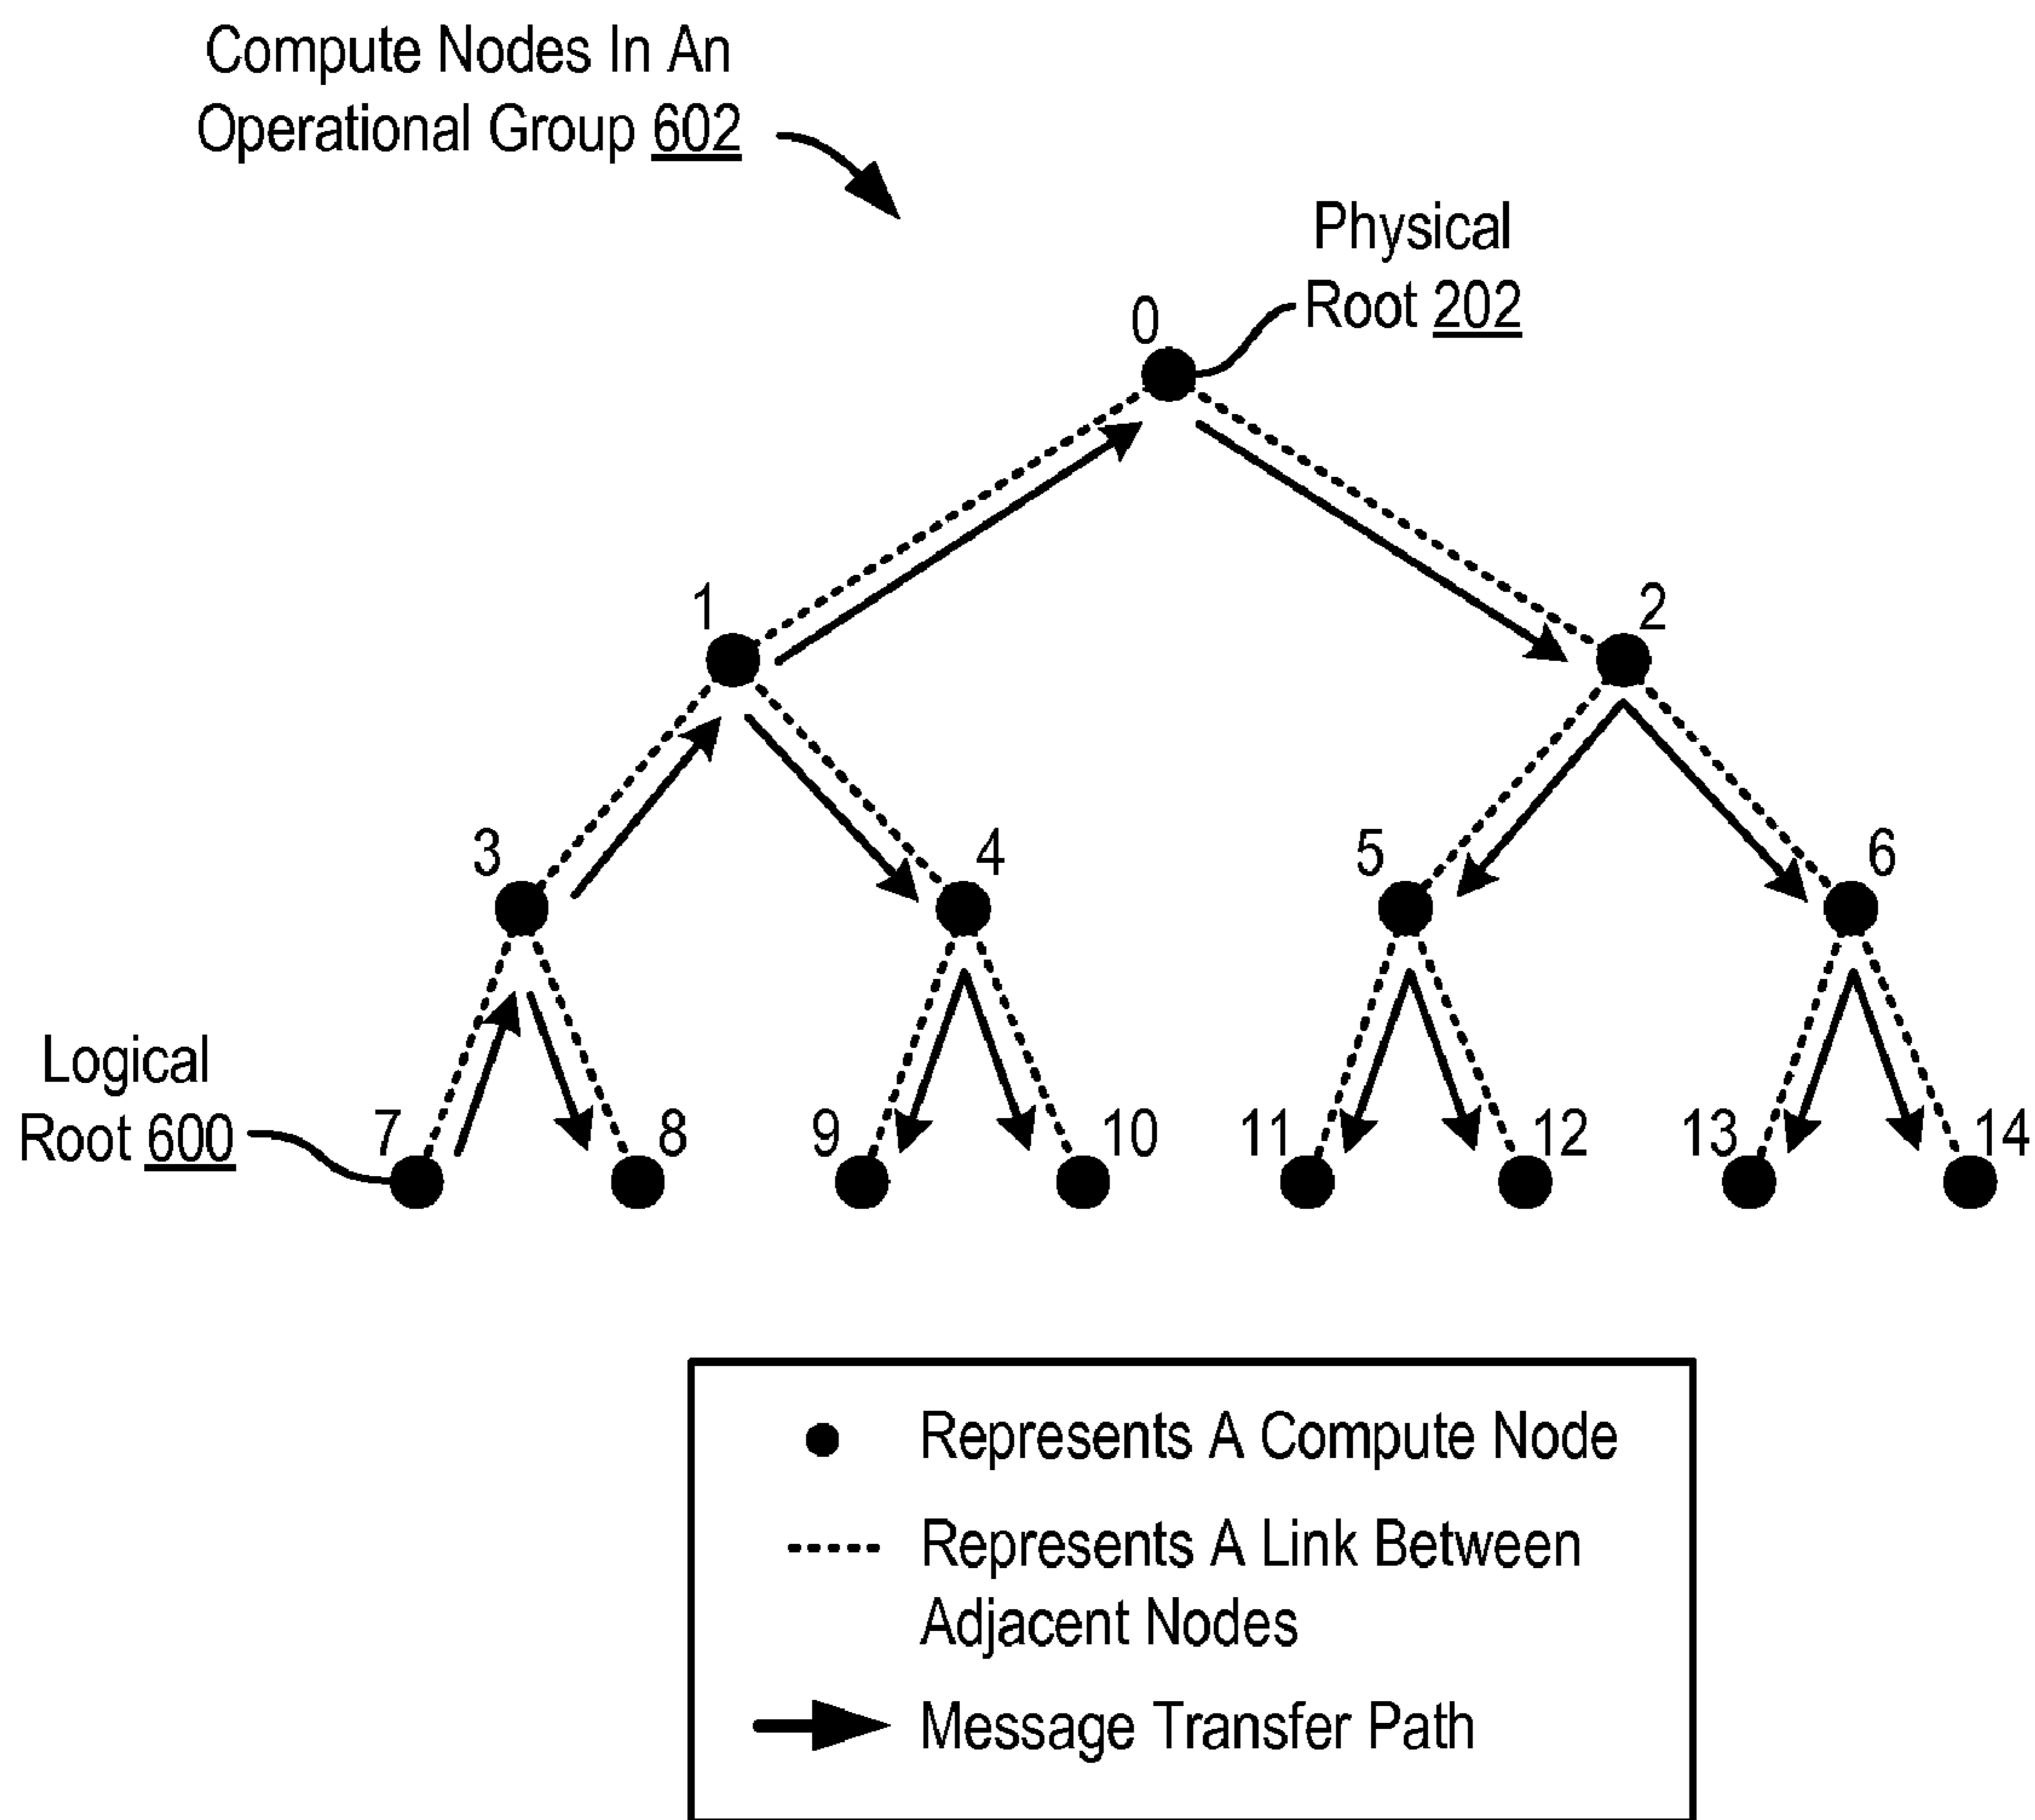 Compute Nodes In An
Operational Group 602
Physical
Root 202
0
1
2
3
4
5
6
Logical
Root 600
7
8
9
10
11
12
13
14
Represents A Compute Node
Represents A Link Between
Adjacent Nodes
Message Transfer Path